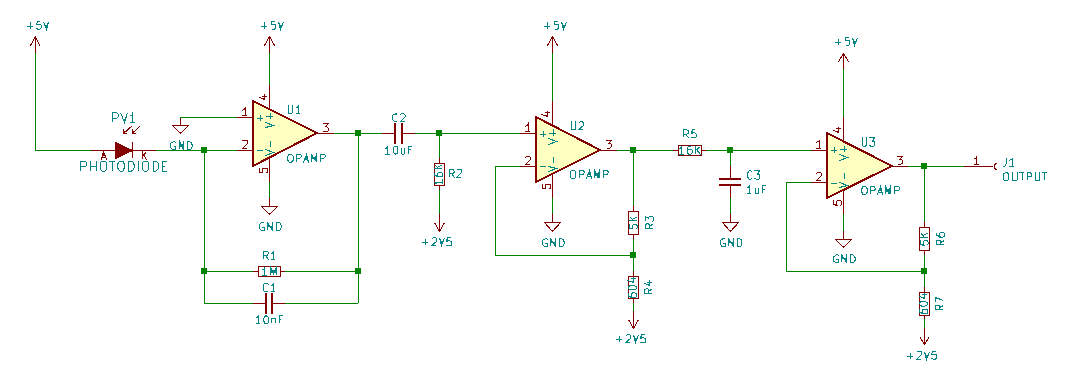 +5V
+5V
+5V
+5V
PV1
A
K
PHOTODIODE
GND
1
2
+
-
V+
V-
4
5
3
U1
OPAMP
GND
R1
1M
C1
10nF
C2
10uF
16K
R2
+2V5
1
2
+
-
V+
V-
4
5
3
U2
OPAMP
GND
5K
R3
604
R4
+2V5
R5
16K
C3
1uF
GND
1
2
+
-
V+
V-
4
5
3
U3
OPAMP
GND
5K
R6
604
R7
+2V5
1
J1
OUTPUT